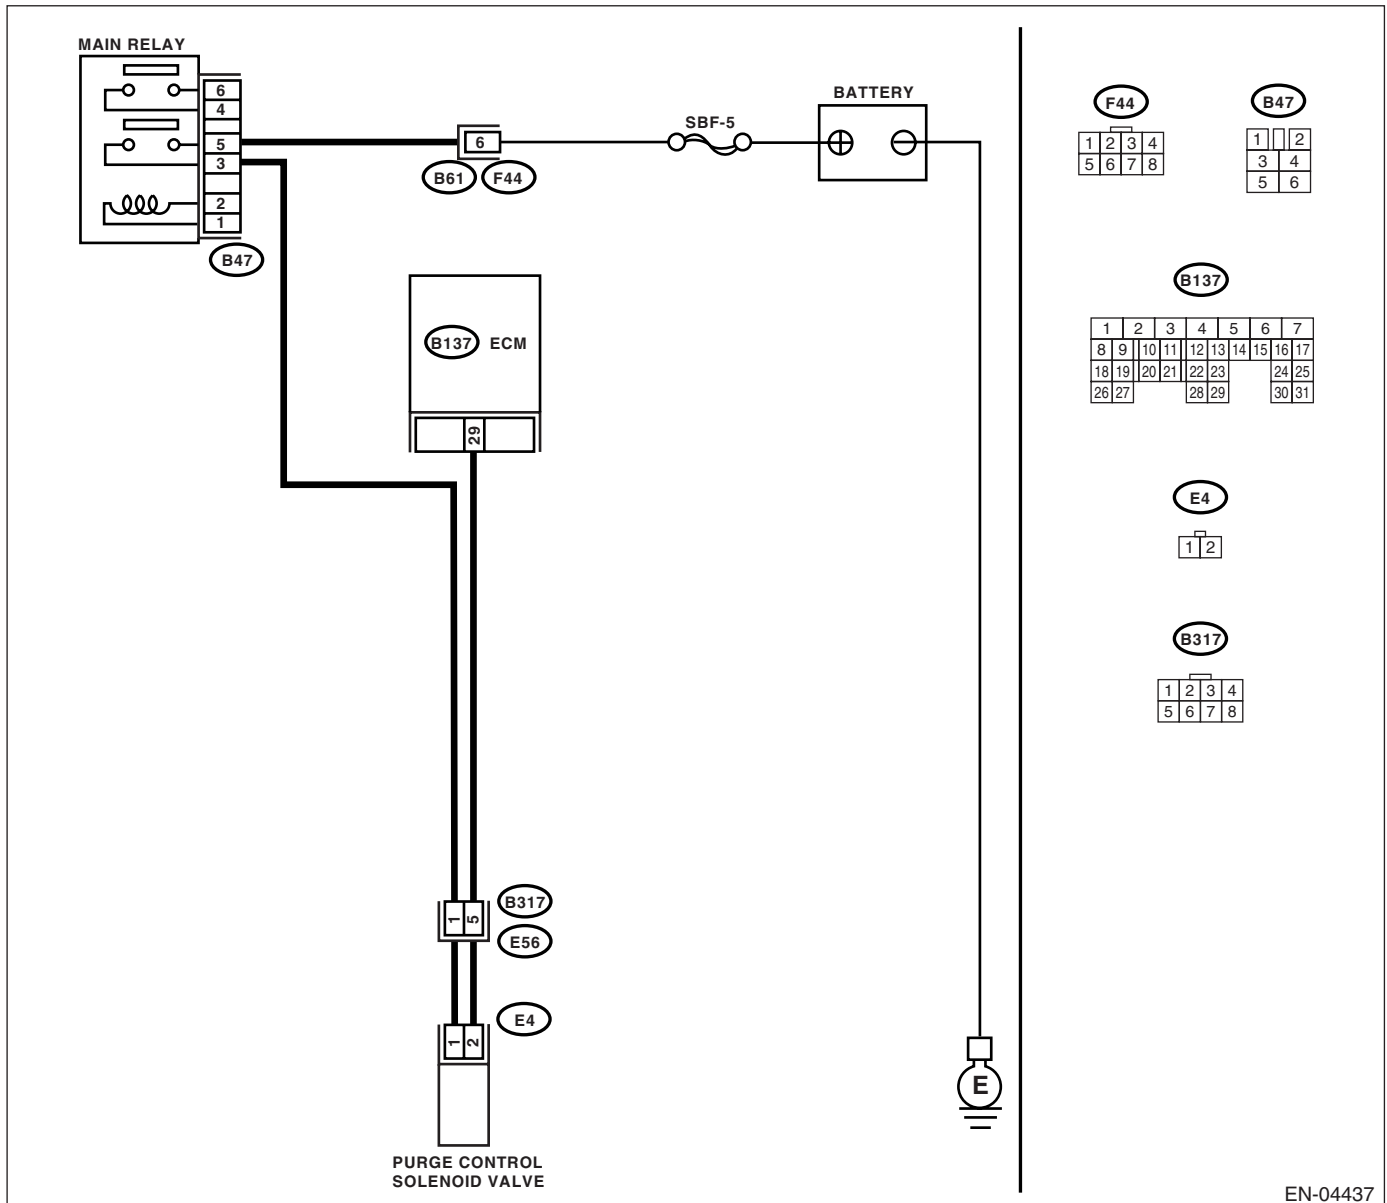 MAIN RELAY
6
4
5
3
2
1
B47
6
B61 F44
SBF-5
BATTERY
B137 ECM
29
1 5
B317
E56
E4
1 2
PURGE CONTROL
SOLENOID VALVE
E
F44
1 2 3 4
5 6 7 8
B47
1 2
3 4
5 6
B137
1 2 3 4 5 6 7
8 9 10 11 12 13 14 15 16 17
18 19 20 21 22 23 24 25
26 27 28 29 30 31
E4
1 2
B317
1 2 3 4
5 6 7 8
EN-04437